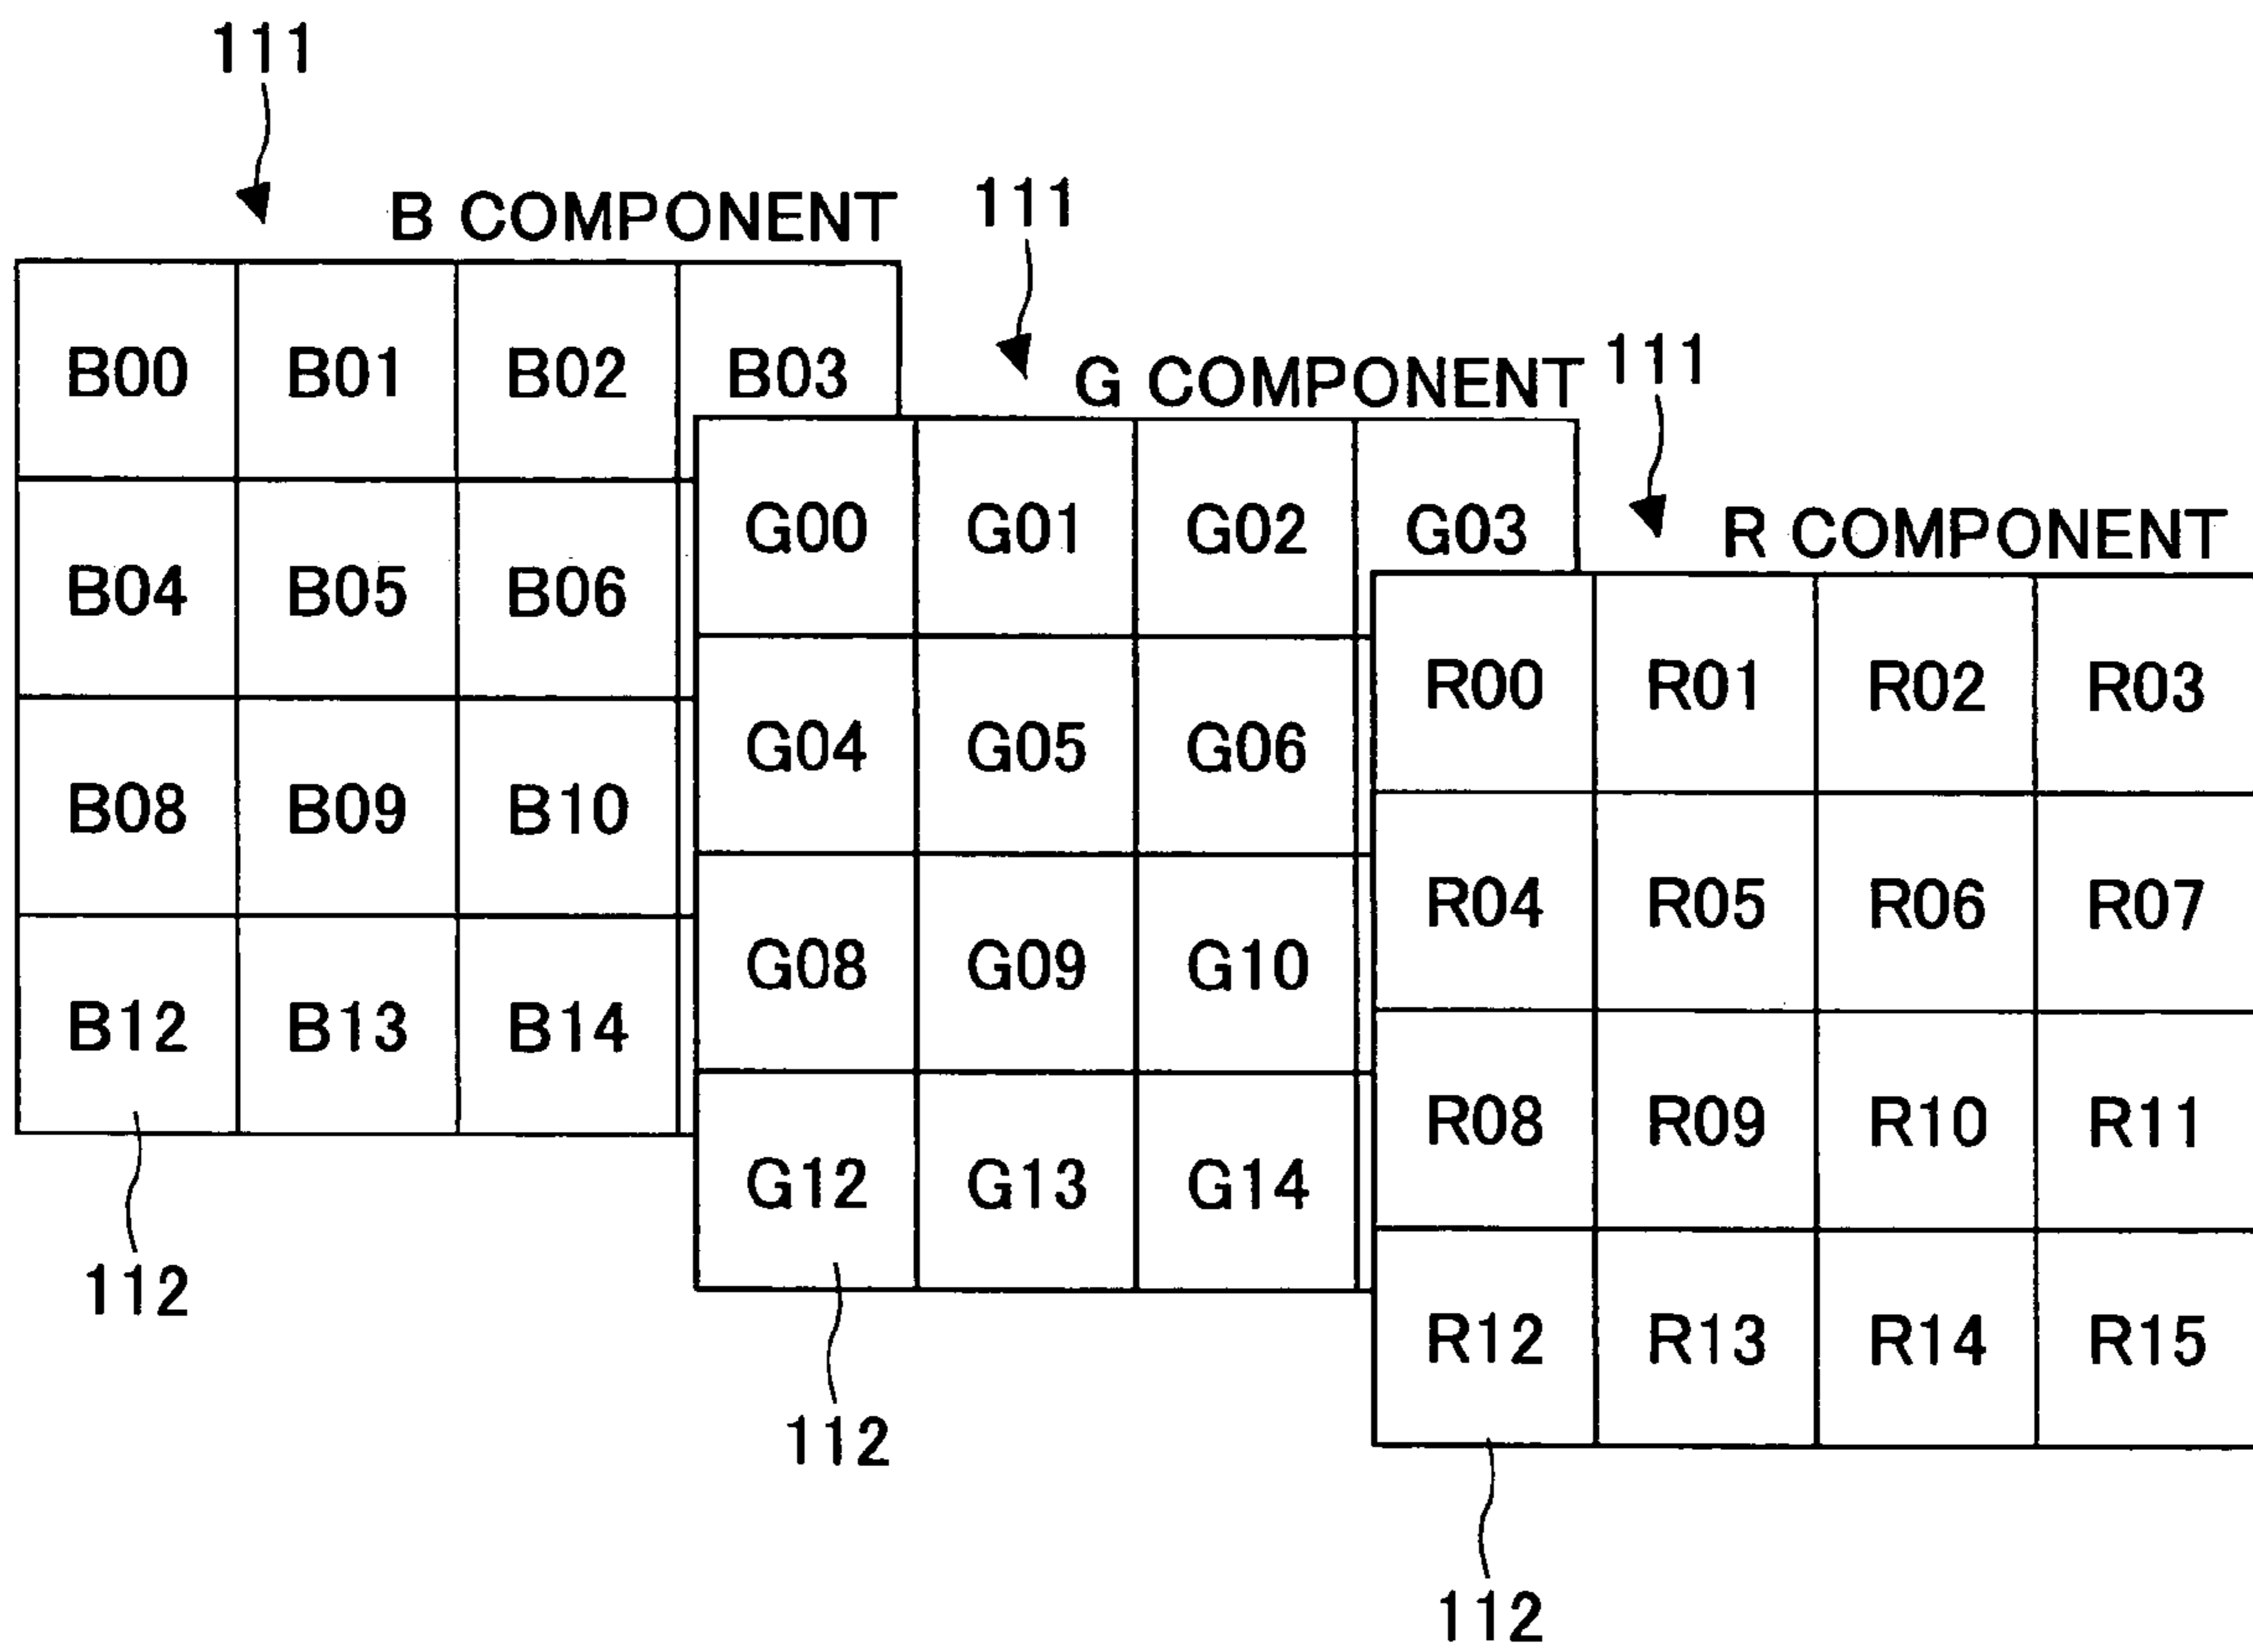 111
B COMPONENT
B00 B01 B02 B03
B04 B05 B06
B08 B09 B10
B12 B13 B14
112
111
G COMPONENT
G00 G01 G02 G03
G04 G05 G06
G08 G09 G10
G12 G13 G14
112
111
R COMPONENT
R00 R01 R02 R03
R04 R05 R06 R07
R08 R09 R10 R11
R12 R13 R14 R15
112